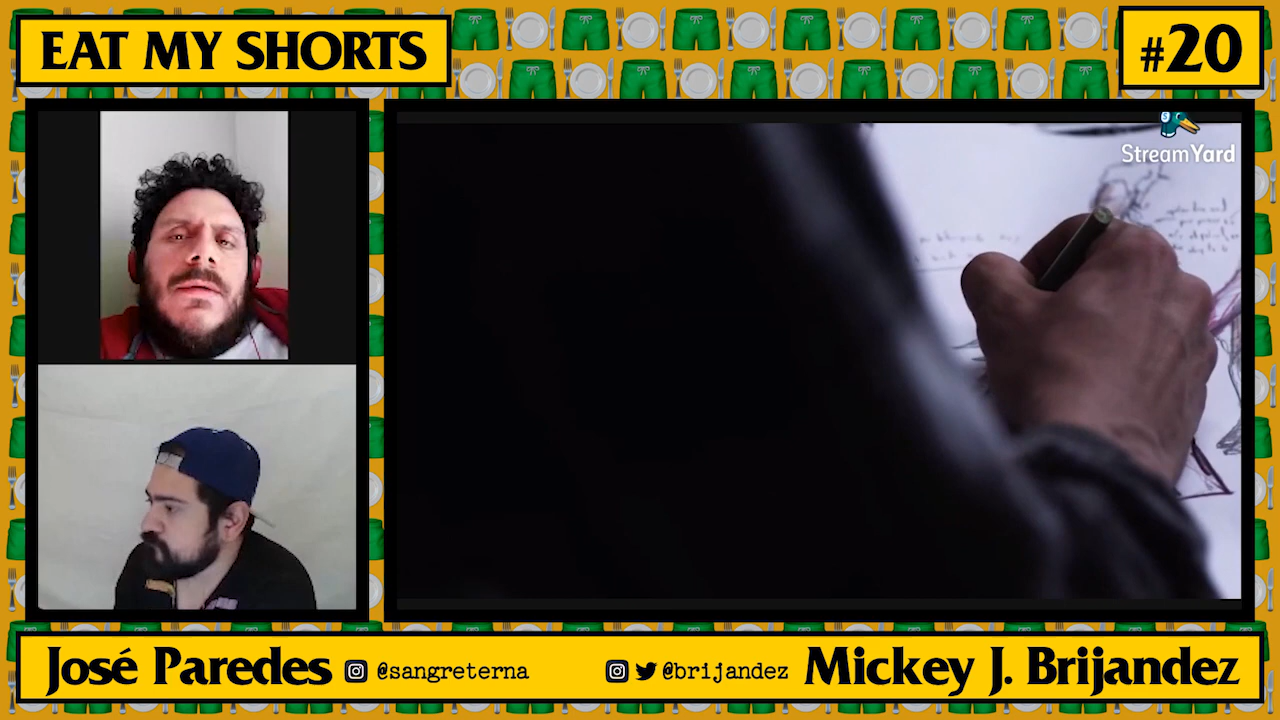 EAT MY SHORTS
#20
StreamYard
José Paredes @sangreterna
@brijandez Mickey J. Brijandez